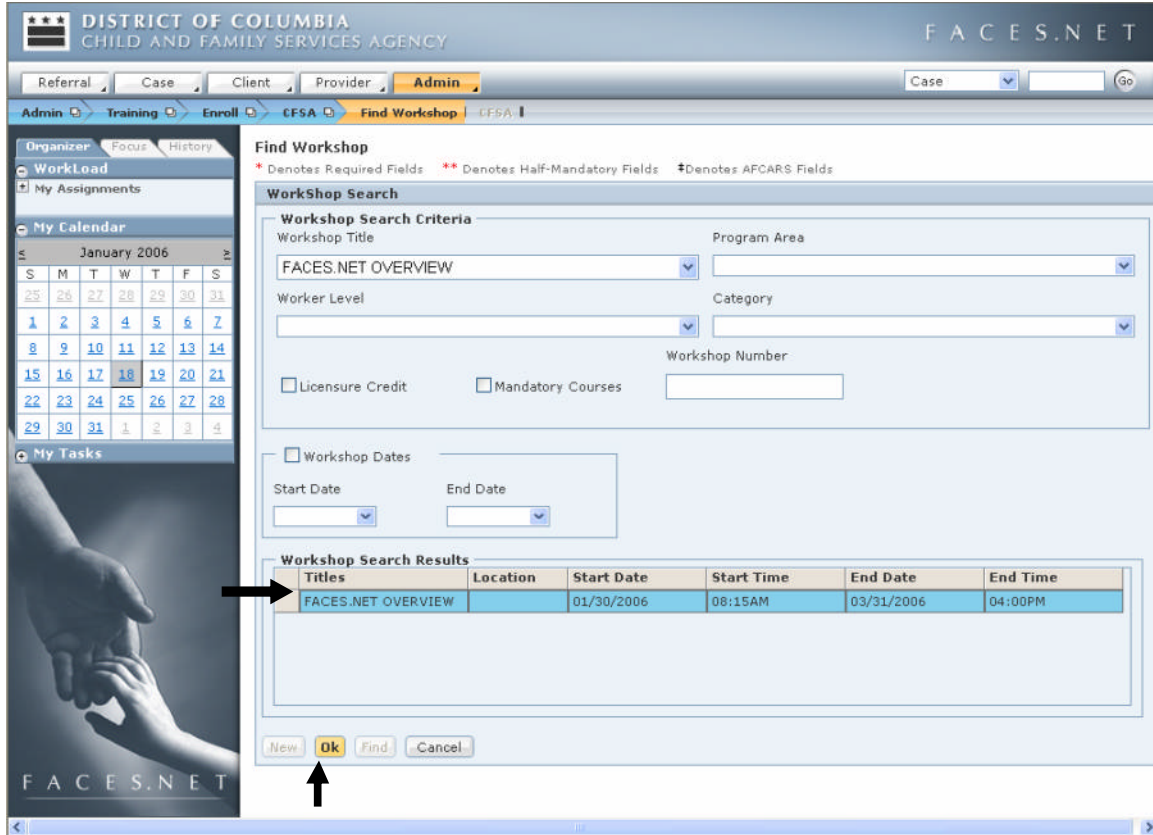 DISTRICT OF COLUMBIA
CHILD AND FAMILY SERVICES AGENCY
FACES.NET
Referral Case Client Provider Admin Case Go
Admin Training Enroll CFSA Find Workshop CFSA
Organizer Focus History
WorkLoad
My Assignments
My Calendar
< January 2006 >
S M T W T F S
25 26 27 28 29 30 31
1 2 3 4 5 6 7
8 9 10 11 12 13 14
15 16 17 18 19 20 21
22 23 24 25 26 27 28
29 30 31 1 2 3 4
My Tasks
FACES.NET
Find Workshop
* Denotes Required Fields ** Denotes Half-Mandatory Fields ‡Denotes AFCARS Fields
WorkShop Search
Workshop Search Criteria
Workshop Title Program Area
FACES.NET OVERVIEW
Worker Level Category
Workshop Number
Licensure Credit Mandatory Courses
Workshop Dates
Start Date End Date
Workshop Search Results
Titles Location Start Date Start Time End Date End Time
FACES.NET OVERVIEW 01/30/2006 08:15AM 03/31/2006 04:00PM
New Ok Find Cancel